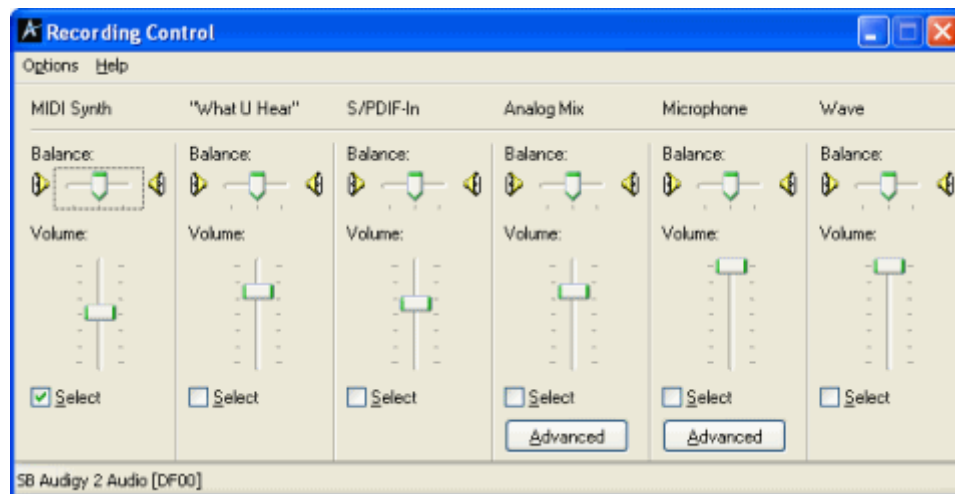 Recording Control
Options Help
MIDI Synth "What U Hear" S/PDIF-In Analog Mix Microphone Wave
Balance: Balance: Balance: Balance: Balance: Balance:
Volume: Volume: Volume: Volume: Volume: Volume:
Select Select Select Select Select Select
Advanced Advanced
SB Audigy 2 Audio [DF00]